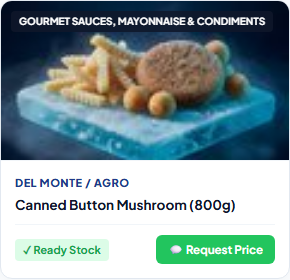 GOURMET SAUCES, MAYONNAISE & CONDIMENTS
DEL MONTE / AGRO
Canned Button Mushroom (800g)
✓ Ready Stock
Request Price